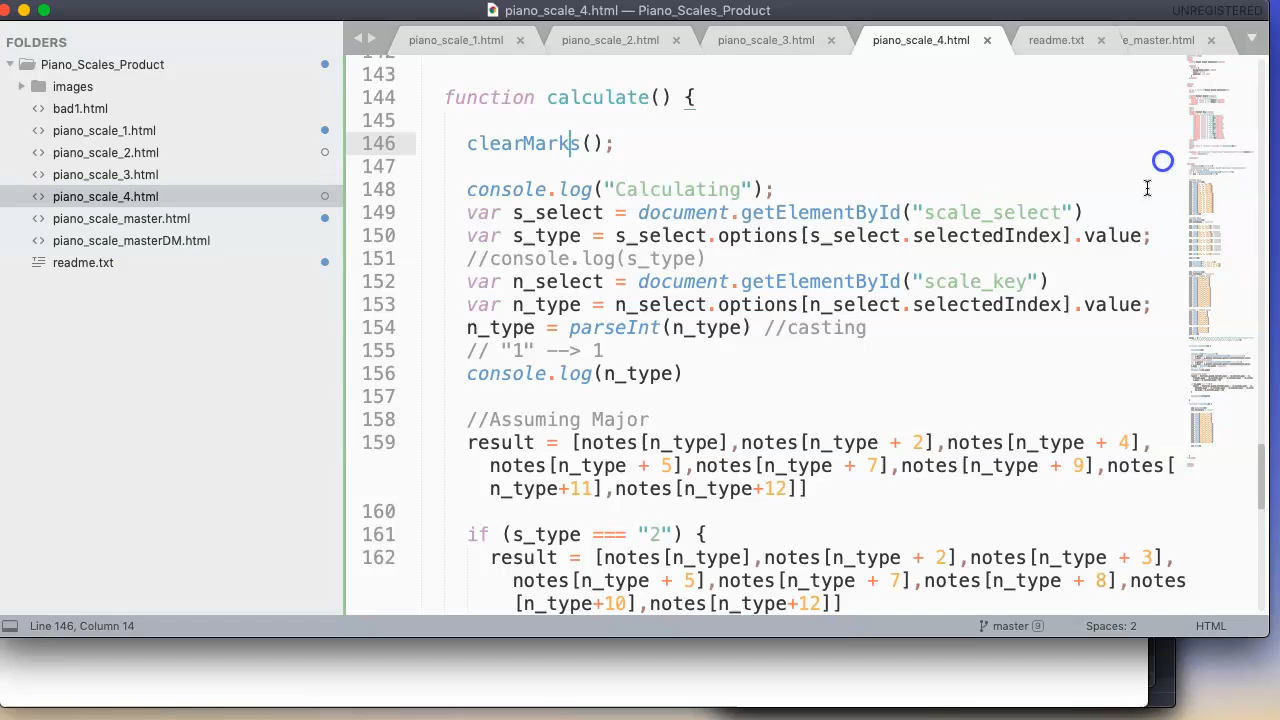 piano_scale_4.html — Piano_Scales_Product
UNREGISTERED
FOLDERS
piano_scale_1.html
piano_scale_2.html
piano_scale_3.html
piano_scale_4.html
readme.txt
e_master.html
Piano_Scales_Product
images
bad1.html
piano_scale_1.html
piano_scale_2.html
piano_scale_3.html
piano_scale_4.html
piano_scale_master.html
piano_scale_masterDM.html
readme.txt
143
144 function calculate() {
145
146 clearMarks();
147
148 console.log("Calculating");
149 var s_select = document.getElementById("scale_select")
150 var s_type = s_select.options[s_select.selectedIndex].value;
151 //console.log(s_type)
152 var n_select = document.getElementById("scale_key")
153 var n_type = n_select.options[n_select.selectedIndex].value;
154 n_type = parseInt(n_type) //casting
155 // "1" --> 1
156 console.log(n_type)
157
158 //Assuming Major
159 result = [notes[n_type],notes[n_type + 2],notes[n_type + 4],
notes[n_type + 5],notes[n_type + 7],notes[n_type + 9],notes[
n_type+11],notes[n_type+12]]
160
161 if (s_type === "2") {
162 result = [notes[n_type],notes[n_type + 2],notes[n_type + 3],
notes[n_type + 5],notes[n_type + 7],notes[n_type + 8],notes
[n_type+10],notes[n_type+12]]
Line 146, Column 14
master 9
Spaces: 2
HTML